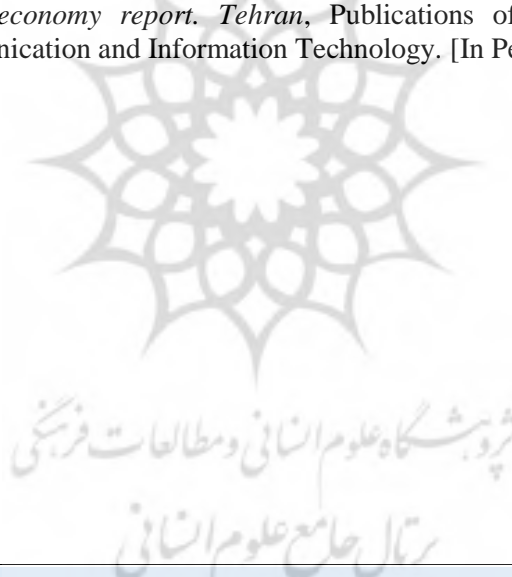 economy report. Tehran, Publications of
nication and Information Technology. [In Pe
پژوهشگاه علوم انسانی و مطالعات فرهنگی
پرتال جامع علوم انسانی